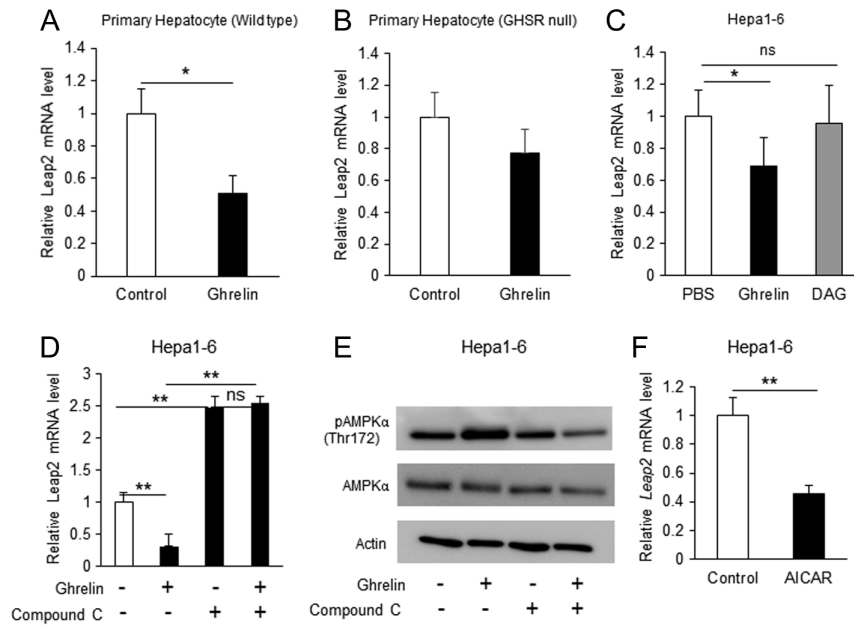 A
Primary Hepatocyte (Wild type)
Relative Leap2 mRNA level
1.4
1.2
1
0.8
0.6
0.4
0.2
0
*
Control
Ghrelin
B
Primary Hepatocyte (GHSR null)
Relative Leap2 mRNA level
1.4
1.2
1
0.8
0.6
0.4
0.2
0
Control
Ghrelin
C
Hepa1-6
Relative Leap2 mRNA level
1.4
1.2
1
0.8
0.6
0.4
0.2
0
ns
*
PBS
Ghrelin
DAG
D
Hepa1-6
Relative Leap2 mRNA level
3
2.5
2
1.5
1
0.5
0
**
**
ns
**
Ghrelin - + - +
Compound C - - + +
E
Hepa1-6
pAMPKα
(Thr172)
AMPKα
Actin
Ghrelin - + - +
Compound C - - + +
F
Hepa1-6
Relative Leap2 mRNA level
1.2
1
0.8
0.6
0.4
0.2
0
**
Control
AICAR